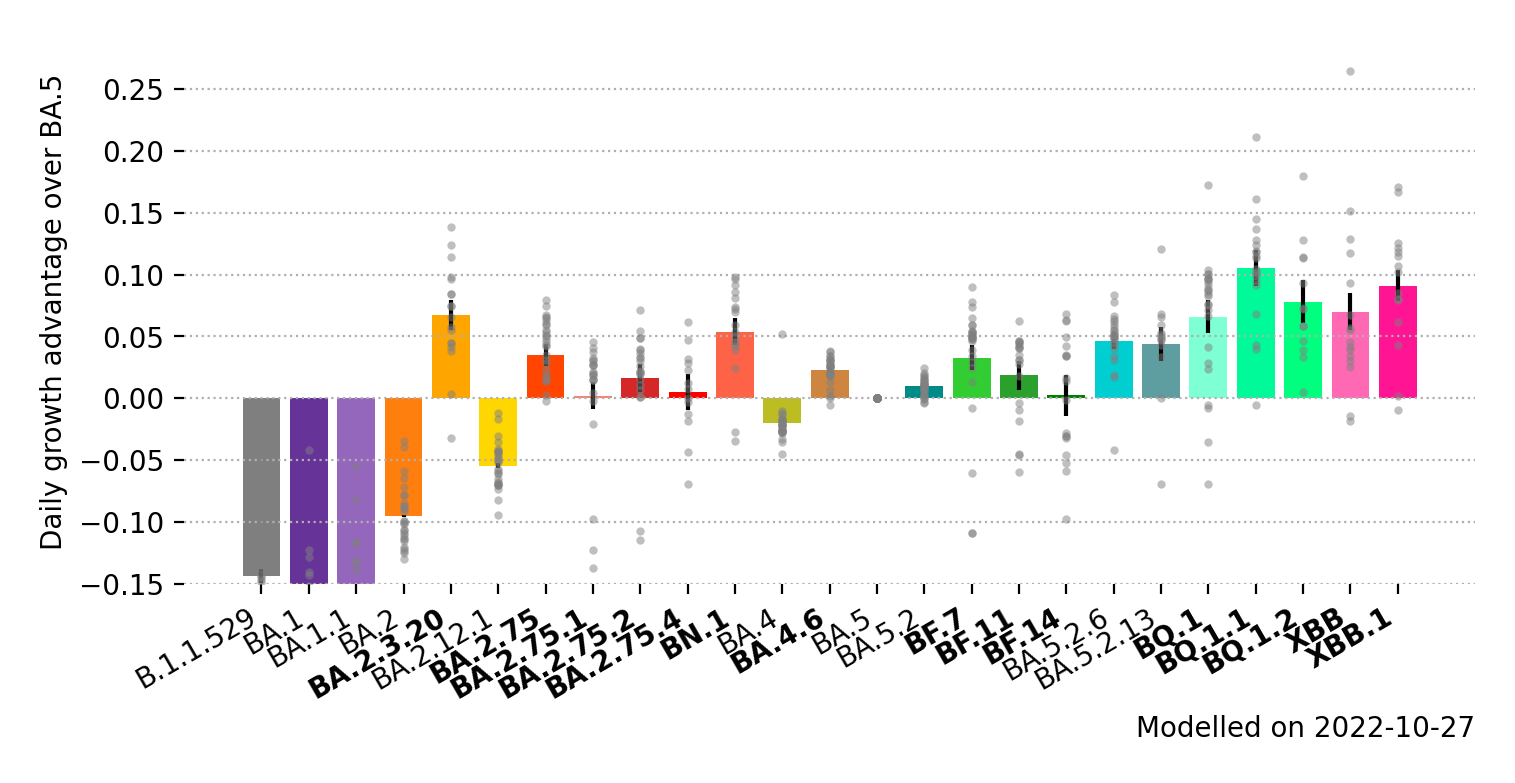 Daily growth advantage over BA.5
0.25
0.20
0.15
0.10
0.05
0.00
−0.05
−0.10
−0.15
B.1.1.529
BA.1
BA.1.1
BA.2
BA.2.3.20
BA.2.12.1
BA.2.75
BA.2.75.1
BA.2.75.2
BA.2.75.4
BN.1
BA.4
BA.4.6
BA.5
BA.5.2
BF.7
BF.11
BF.14
BA.5.2.6
BA.5.2.13
BQ.1
BQ.1.1
BQ.1.2
XBB
XBB.1
Modelled on 2022-10-27